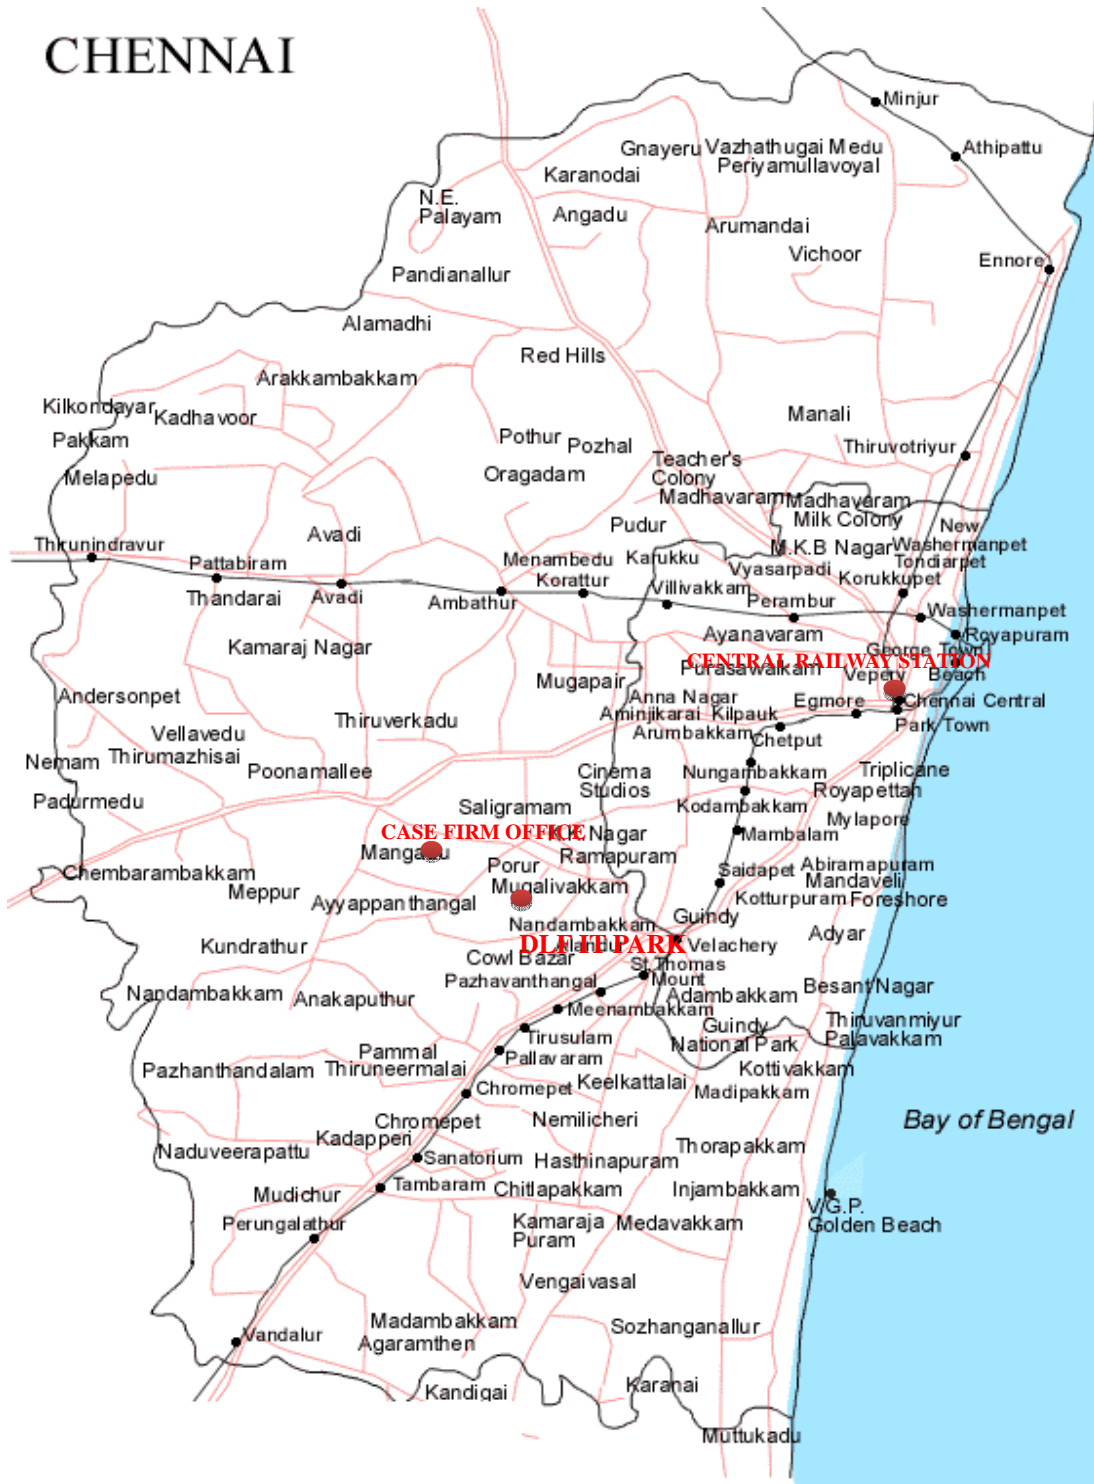 CHENNAI
Minjur
Athipattu
Gnayeru
Vazhathugai Medu
Periyamullavoyal
Karanodai
N.E.
Palayam
Angadu
Arumandai
Vichoor
Ennore
Pandianallur
Alamadhi
Red Hills
Arakkambakkam
Kilkondayar
Kadhavoor
Manali
Pakkam
Pothur
Pozhal
Thiruvotriyur
Melapedu
Oragadam
Teacher's
Colony
Madhavaram
Madhavaram
Milk Colony
Pudur
New
Washermanpet
Avadi
Thirunindravur
Pattabiram
Menambedu
Karukku
M.K.B Nagar
Tondiarpet
Vyasarpadi
Korattur
Villivakkam
Korukkupet
Thandarai
Avadi
Ambathur
Perambur
Washermanpet
Royapuram
Ayanavaram
Kamaraj Nagar
George Town
CENTRAL RAILWAY STATION
Purasawalkam
Vepery
Beach
Mugapair
Andersonpet
Anna Nagar
Egmore
Chennai Central
Thiruverkadu
Aminjikarai
Kilpauk
Park Town
Vellavedu
Arumbakkam
Chetput
Nemam
Thirumazhisai
Poonamallee
Cinema
Studios
Nungambakkam
Triplicane
Royapettah
Padurmedu
Saligramam
Kodambakkam
Mylapore
CASE FIRM OFFICE
K.K. Nagar
Mambalam
Mangadu
Porur
Ramapuram
Saidapet
Abiramapuram
Chembarambakkam
Mandaveli
Meppur
Mugalivakkam
Kotturpuram
Foreshore
Ayyappanthangal
Nandambakkam
Guindy
Adyar
Kundrathur
DLF IT PARK
Alandur
Velachery
Cowl Bazar
St.Thomas
Mount
Pazhavanthangal
Nandambakkam
Anakaputhur
Adambakkam
Besant Nagar
Meenambakkam
Guindy
National Park
Thiruvanmiyur
Palavakkam
Tirusulam
Pammal
Pallavaram
Pazhanthandalam
Thiruneermalai
Kottivakkam
Chromepet
Keelkattalai
Madipakkam
Chromepet
Nemilicheri
Bay of Bengal
Kadapperi
Naduveerapattu
Sanatorium
Hasthinapuram
Thorapakkam
Mudichur
Tambaram
Chitlapakkam
Injambakkam
V.G.P.
Golden Beach
Perungalathur
Kamaraja
Puram
Medavakkam
Vengaivasal
Madambakkam
Agaramthen
Sozhanganallur
Vandalur
Kandigai
Karanai
Muttukadu